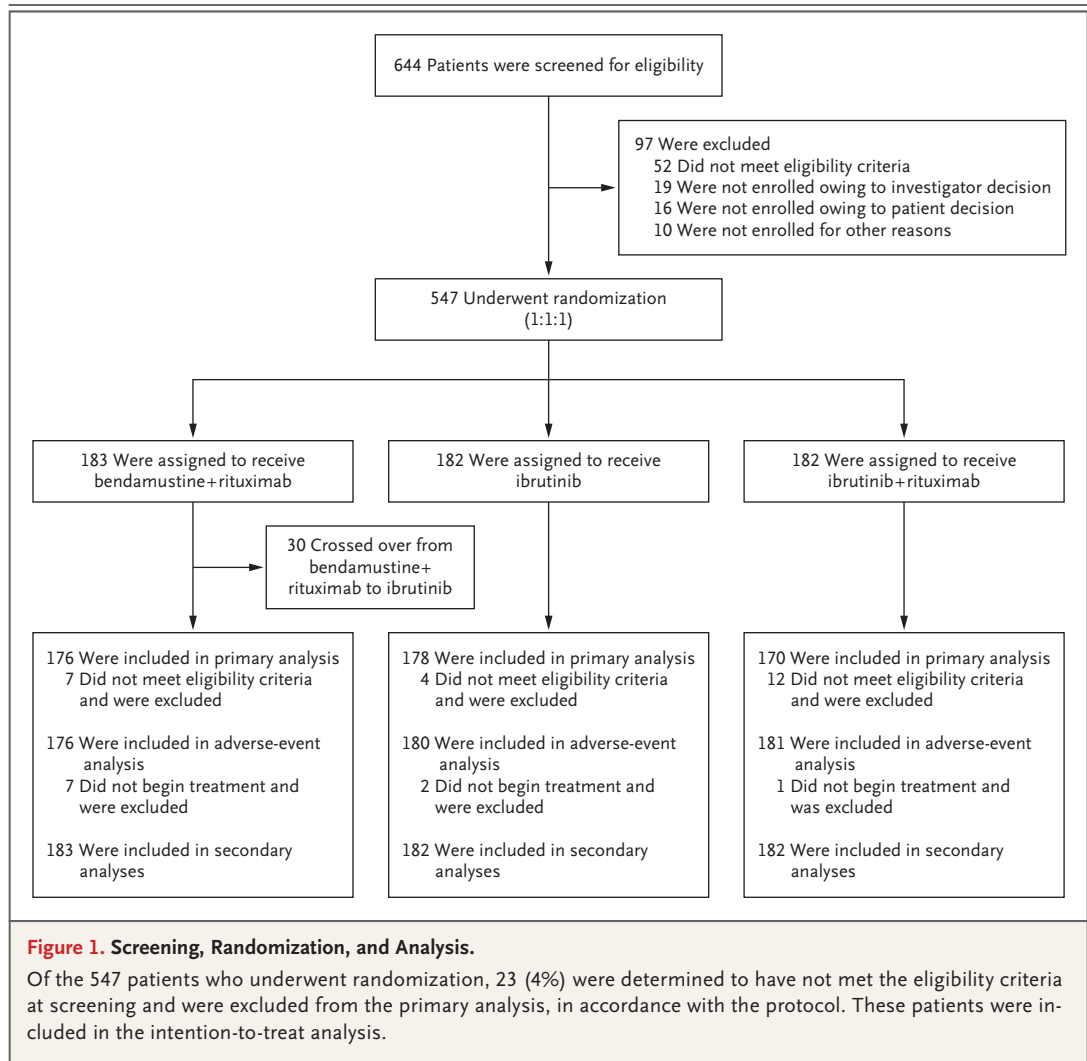 644 Patients were screened for eligibility
97 Were excluded
52 Did not meet eligibility criteria
19 Were not enrolled owing to investigator decision
16 Were not enrolled owing to patient decision
10 Were not enrolled for other reasons
547 Underwent randomization
(1:1:1)
183 Were assigned to receive
bendamustine+rituximab
182 Were assigned to receive
ibrutinib
182 Were assigned to receive
ibrutinib+rituximab
30 Crossed over from
bendamustine+
rituximab to ibrutinib
176 Were included in primary analysis
7 Did not meet eligibility criteria
and were excluded
176 Were included in adverse-event
analysis
7 Did not begin treatment and
were excluded
183 Were included in secondary
analyses
178 Were included in primary analysis
4 Did not meet eligibility criteria
and were excluded
180 Were included in adverse-event
analysis
2 Did not begin treatment and
were excluded
182 Were included in secondary
analyses
170 Were included in primary analysis
12 Did not meet eligibility criteria
and were excluded
181 Were included in adverse-event
analysis
1 Did not begin treatment and
was excluded
182 Were included in secondary
analyses
Figure 1. Screening, Randomization, and Analysis.
Of the 547 patients who underwent randomization, 23 (4%) were determined to have not met the eligibility criteria
at screening and were excluded from the primary analysis, in accordance with the protocol. These patients were in-
cluded in the intention-to-treat analysis.